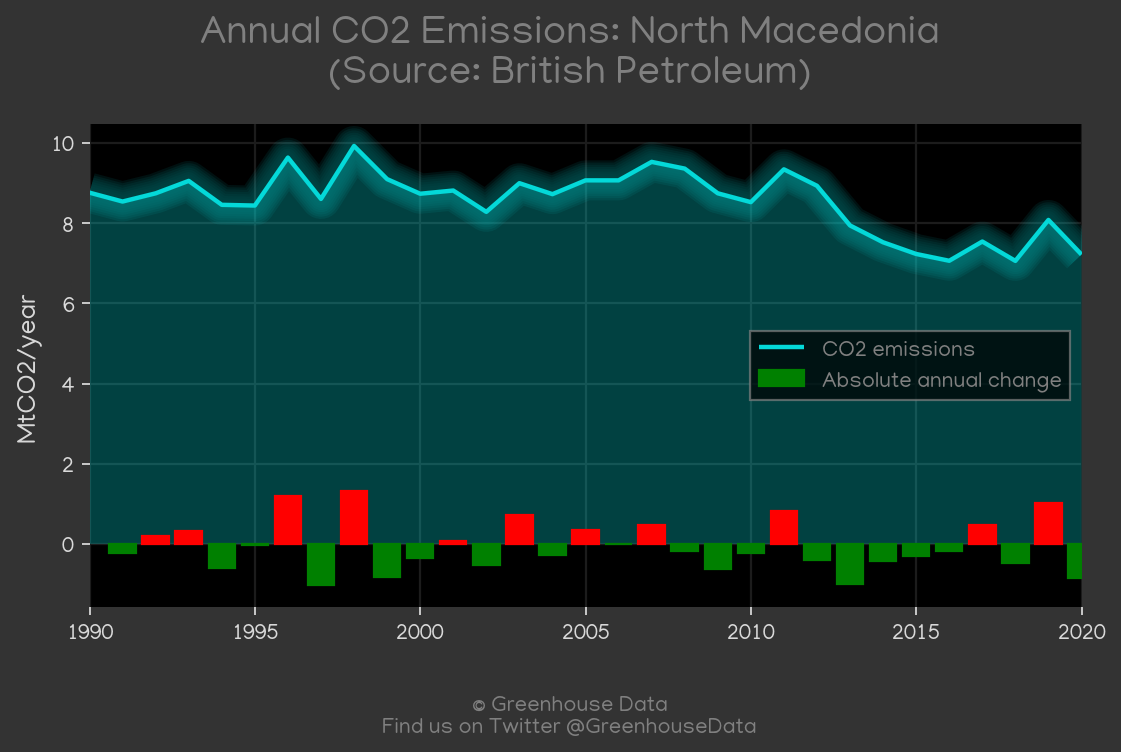 Annual CO2 Emissions: North Macedonia
(Source: British Petroleum)
MtCO2/year
10
8
6
4
2
0
CO2 emissions
Absolute annual change
1990 1995 2000 2005 2010 2015 2020
© Greenhouse Data
Find us on Twitter @GreenhouseData